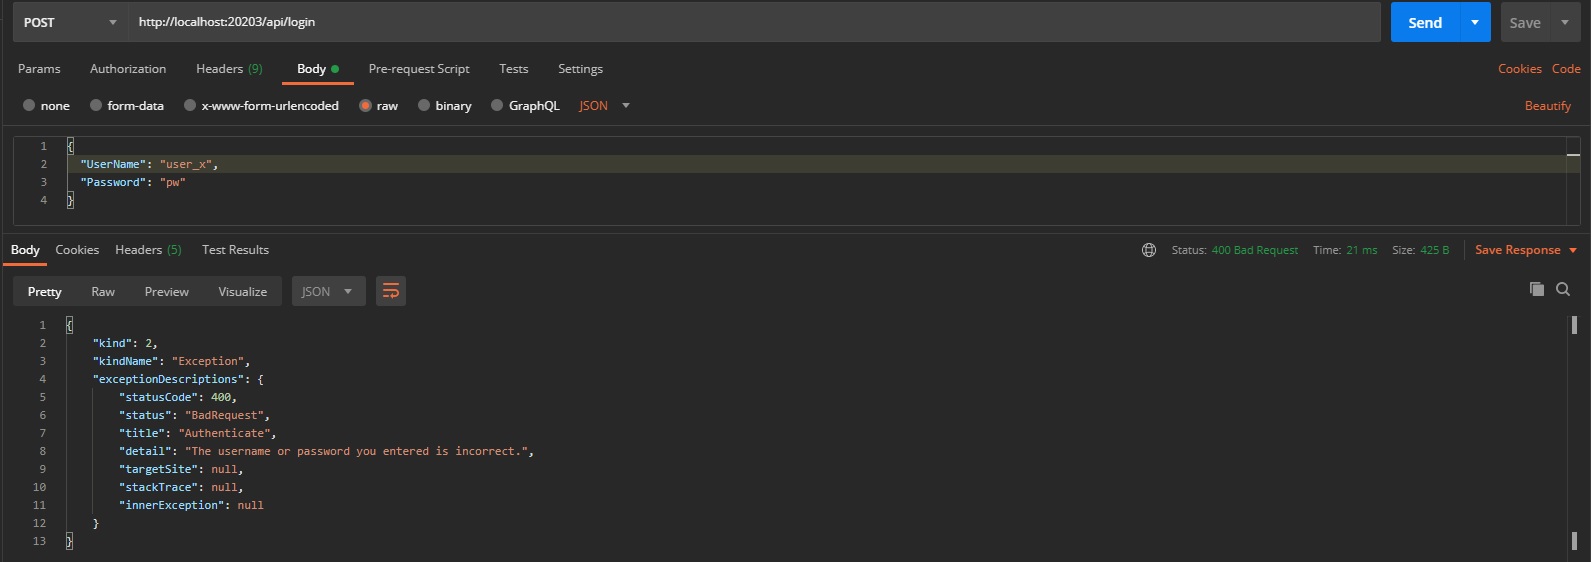 POST http://localhost:20203/api/login Send Save
Params Authorization Headers (9) Body Pre-request Script Tests Settings Cookies Code
none form-data x-www-form-urlencoded raw binary GraphQL JSON Beautify
1 {
2 "UserName": "user_x",
3 "Password": "pw"
4 }
Body Cookies Headers (5) Test Results Status: 400 Bad Request Time: 21 ms Size: 425 B Save Response
Pretty Raw Preview Visualize JSON
1 {
2 "kind": 2,
3 "kindName": "Exception",
4 "exceptionDescriptions": {
5 "statusCode": 400,
6 "status": "BadRequest",
7 "title": "Authenticate",
8 "detail": "The username or password you entered is incorrect.",
9 "targetSite": null,
10 "stackTrace": null,
11 "innerException": null
12 }
13 }